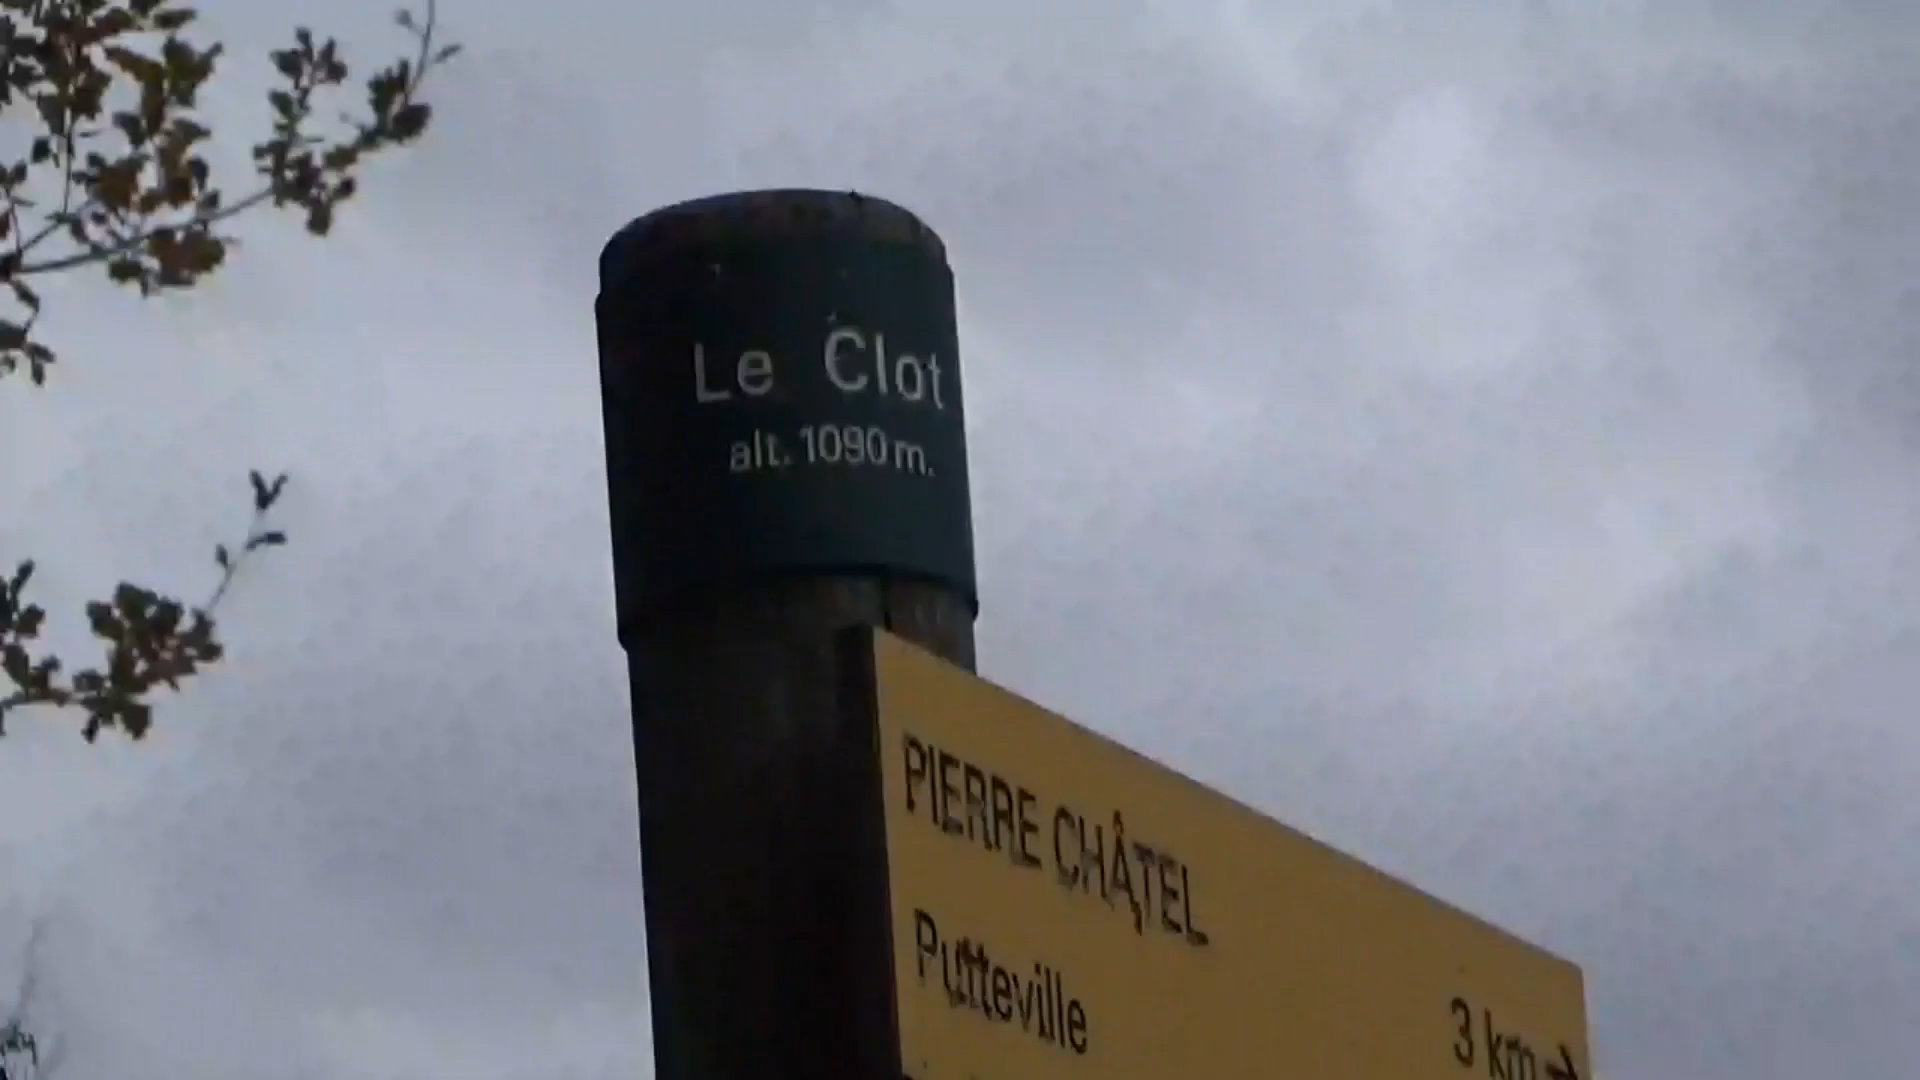 Le Clot
alt. 1090 m.
PIERRE CHÂTEL
Putteville
3 km →